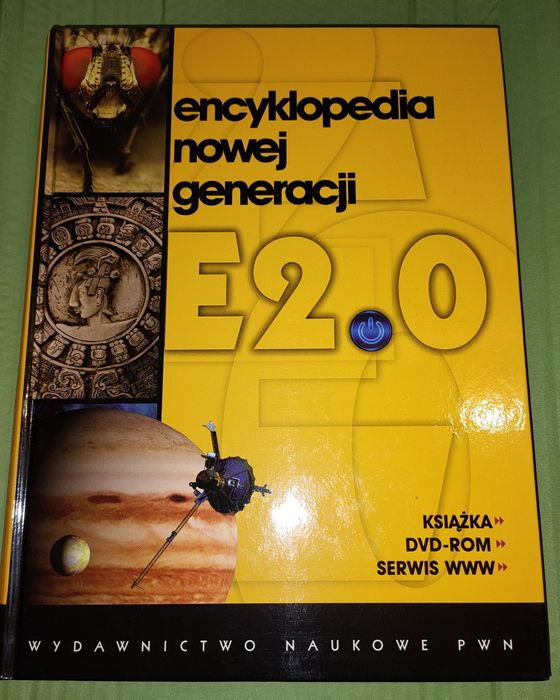 encyklopedia
nowej
generacji
E2.0
KSIĄŻKA
DVD-ROM
SERWIS WWW
WYDAWNICTWO NAUKOWE PWN